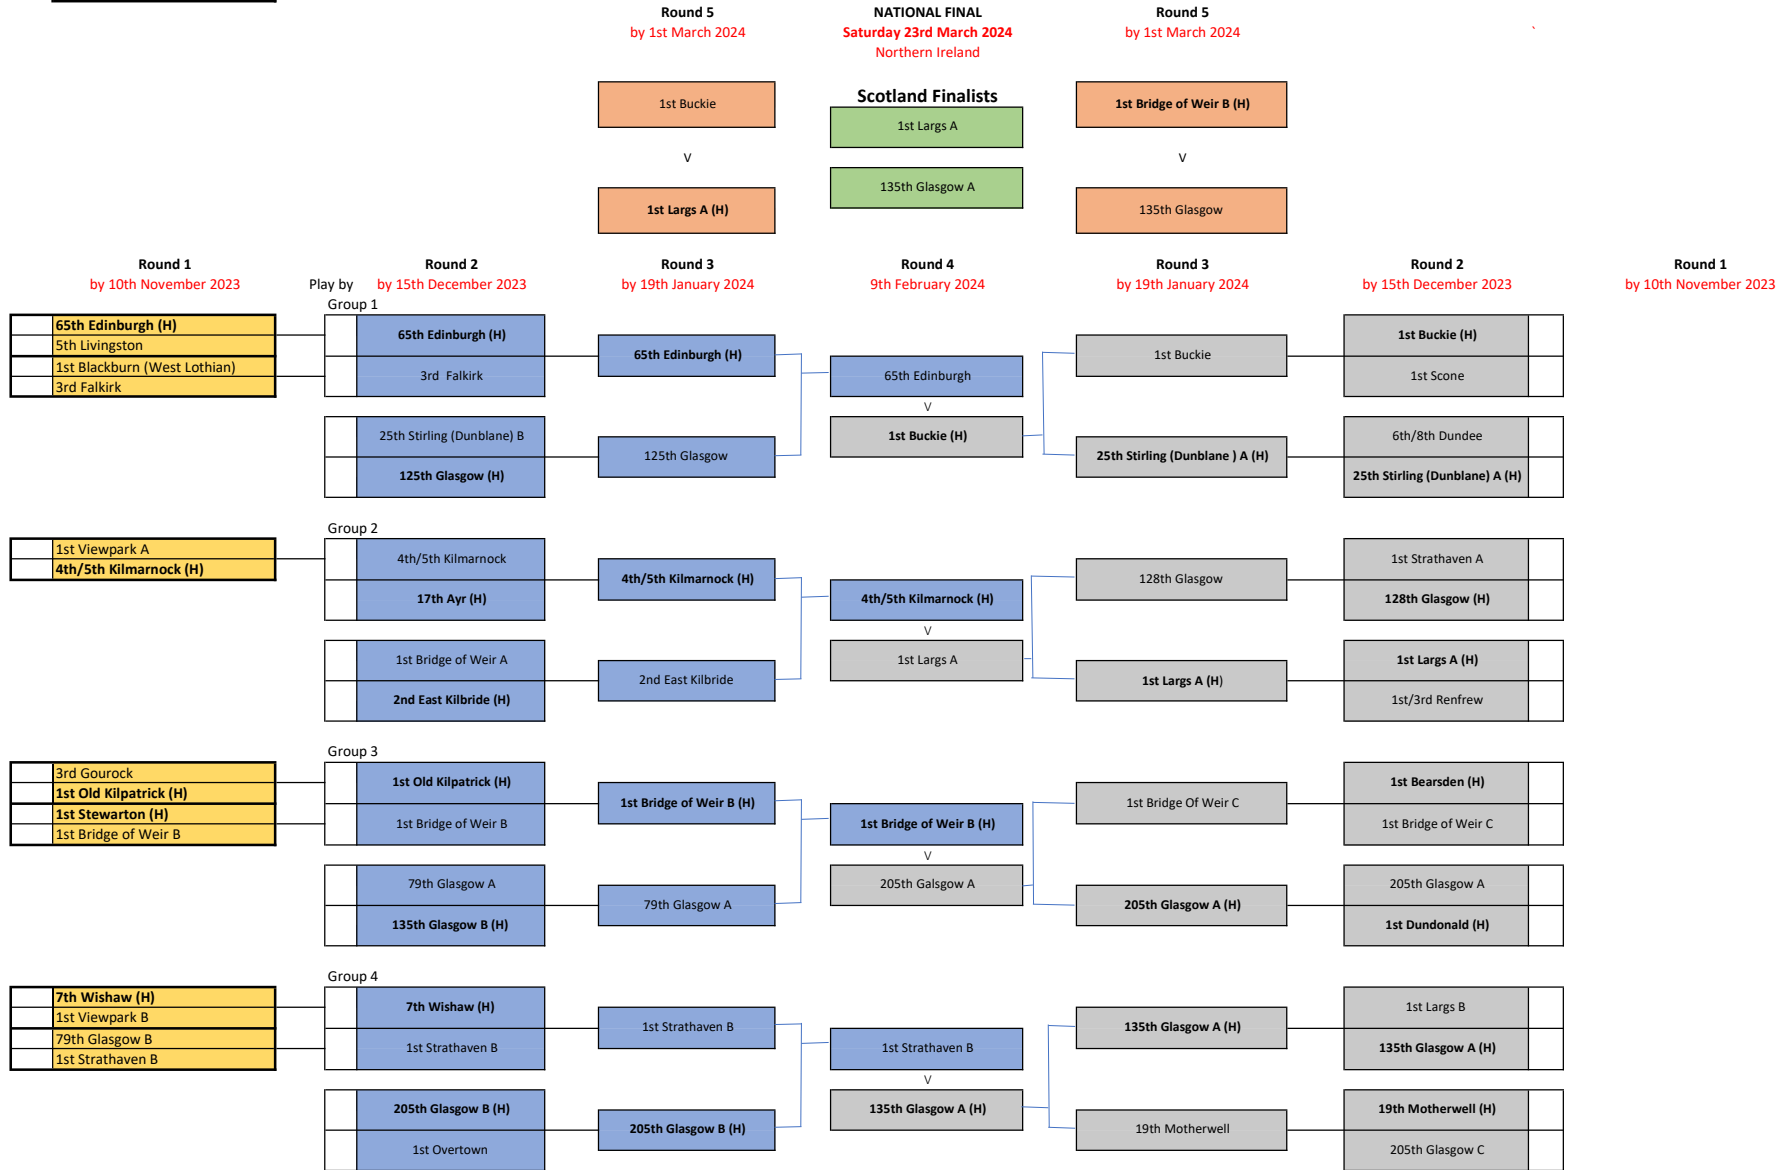 Round 5
NATIONAL FINAL
Round 5
by 1st March 2024
Saturday 23rd March 2024
by 1st March 2024
`
Northern Ireland
1st Buckie
Scotland Finalists
1st Bridge of Weir B (H)
1st Largs A
V
V
135th Glasgow A
1st Largs A (H)
135th Glasgow
Round 1
Round 2
Round 3
Round 4
Round 3
Round 2
Round 1
by 10th November 2023
Play by
by 15th December 2023
by 19th January 2024
9th February 2024
by 19th January 2024
by 15th December 2023
by 10th November 2023
Group 1
65th Edinburgh (H)
5th Livingston
1st Blackburn (West Lothian)
3rd Falkirk
65th Edinburgh (H)
3rd  Falkirk
25th Stirling (Dunblane) B
125th Glasgow (H)
65th Edinburgh (H)
125th Glasgow
65th Edinburgh
V
1st Buckie (H)
1st Buckie
25th Stirling (Dunblane ) A (H)
1st Buckie (H)
1st Scone
6th/8th Dundee
25th Stirling (Dunblane) A (H)
Group 2
1st Viewpark A
4th/5th Kilmarnock (H)
4th/5th Kilmarnock
17th Ayr (H)
1st Bridge of Weir A
2nd East Kilbride (H)
4th/5th Kilmarnock (H)
2nd East Kilbride
4th/5th Kilmarnock (H)
V
1st Largs A
128th Glasgow
1st Largs A (H)
1st Strathaven A
128th Glasgow (H)
1st Largs A (H)
1st/3rd Renfrew
Group 3
3rd Gourock
1st Old Kilpatrick (H)
1st Stewarton (H)
1st Bridge of Weir B
1st Old Kilpatrick (H)
1st Bridge of Weir B
79th Glasgow A
135th Glasgow B (H)
1st Bridge of Weir B (H)
79th Glasgow A
1st Bridge of Weir B (H)
V
205th Galsgow A
1st Bridge Of Weir C
205th Glasgow A (H)
1st Bearsden (H)
1st Bridge of Weir C
205th Glasgow A
1st Dundonald (H)
Group 4
7th Wishaw (H)
1st Viewpark B
79th Glasgow B
1st Strathaven B
7th Wishaw (H)
1st Strathaven B
205th Glasgow B (H)
1st Overtown
1st Strathaven B
205th Glasgow B (H)
1st Strathaven B
V
135th Glasgow A (H)
135th Glasgow A (H)
19th Motherwell
1st Largs B
135th Glasgow A (H)
19th Motherwell (H)
205th Glasgow C